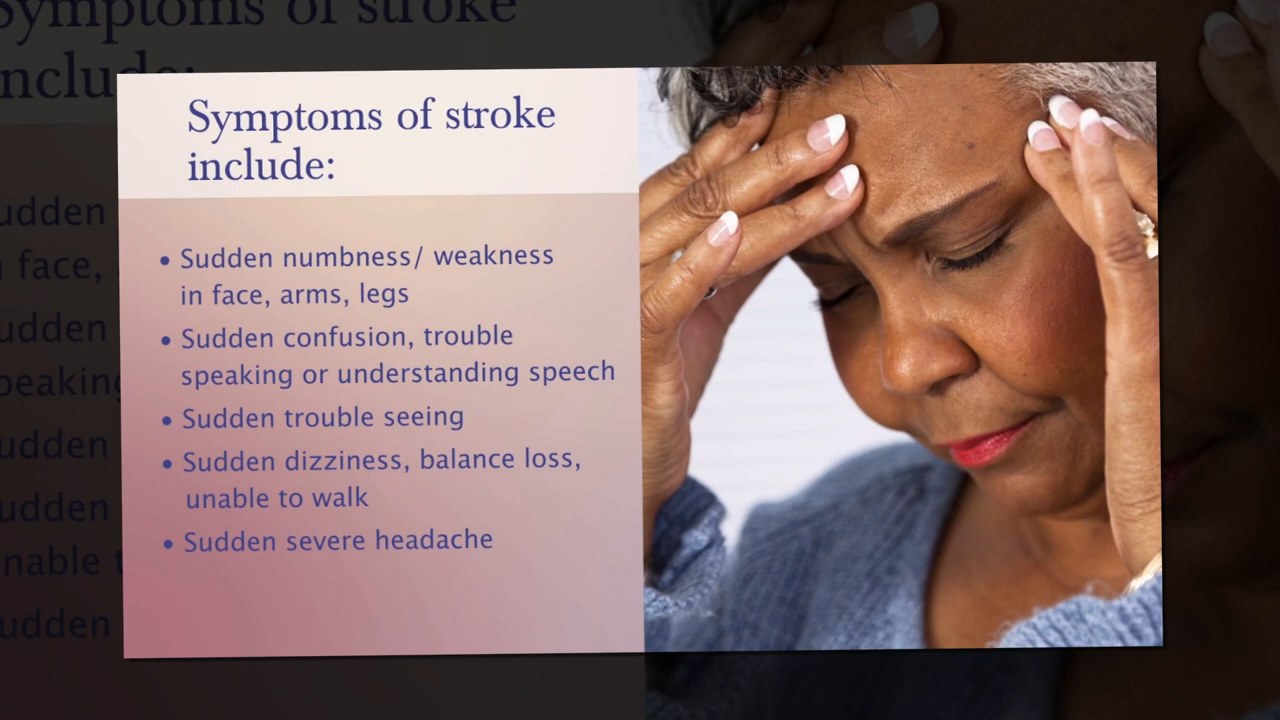 Symptoms of stroke
include:
• Sudden numbness/ weakness
in face, arms, legs
• Sudden confusion, trouble
speaking or understanding speech
• Sudden trouble seeing
• Sudden dizziness, balance loss,
unable to walk
• Sudden severe headache